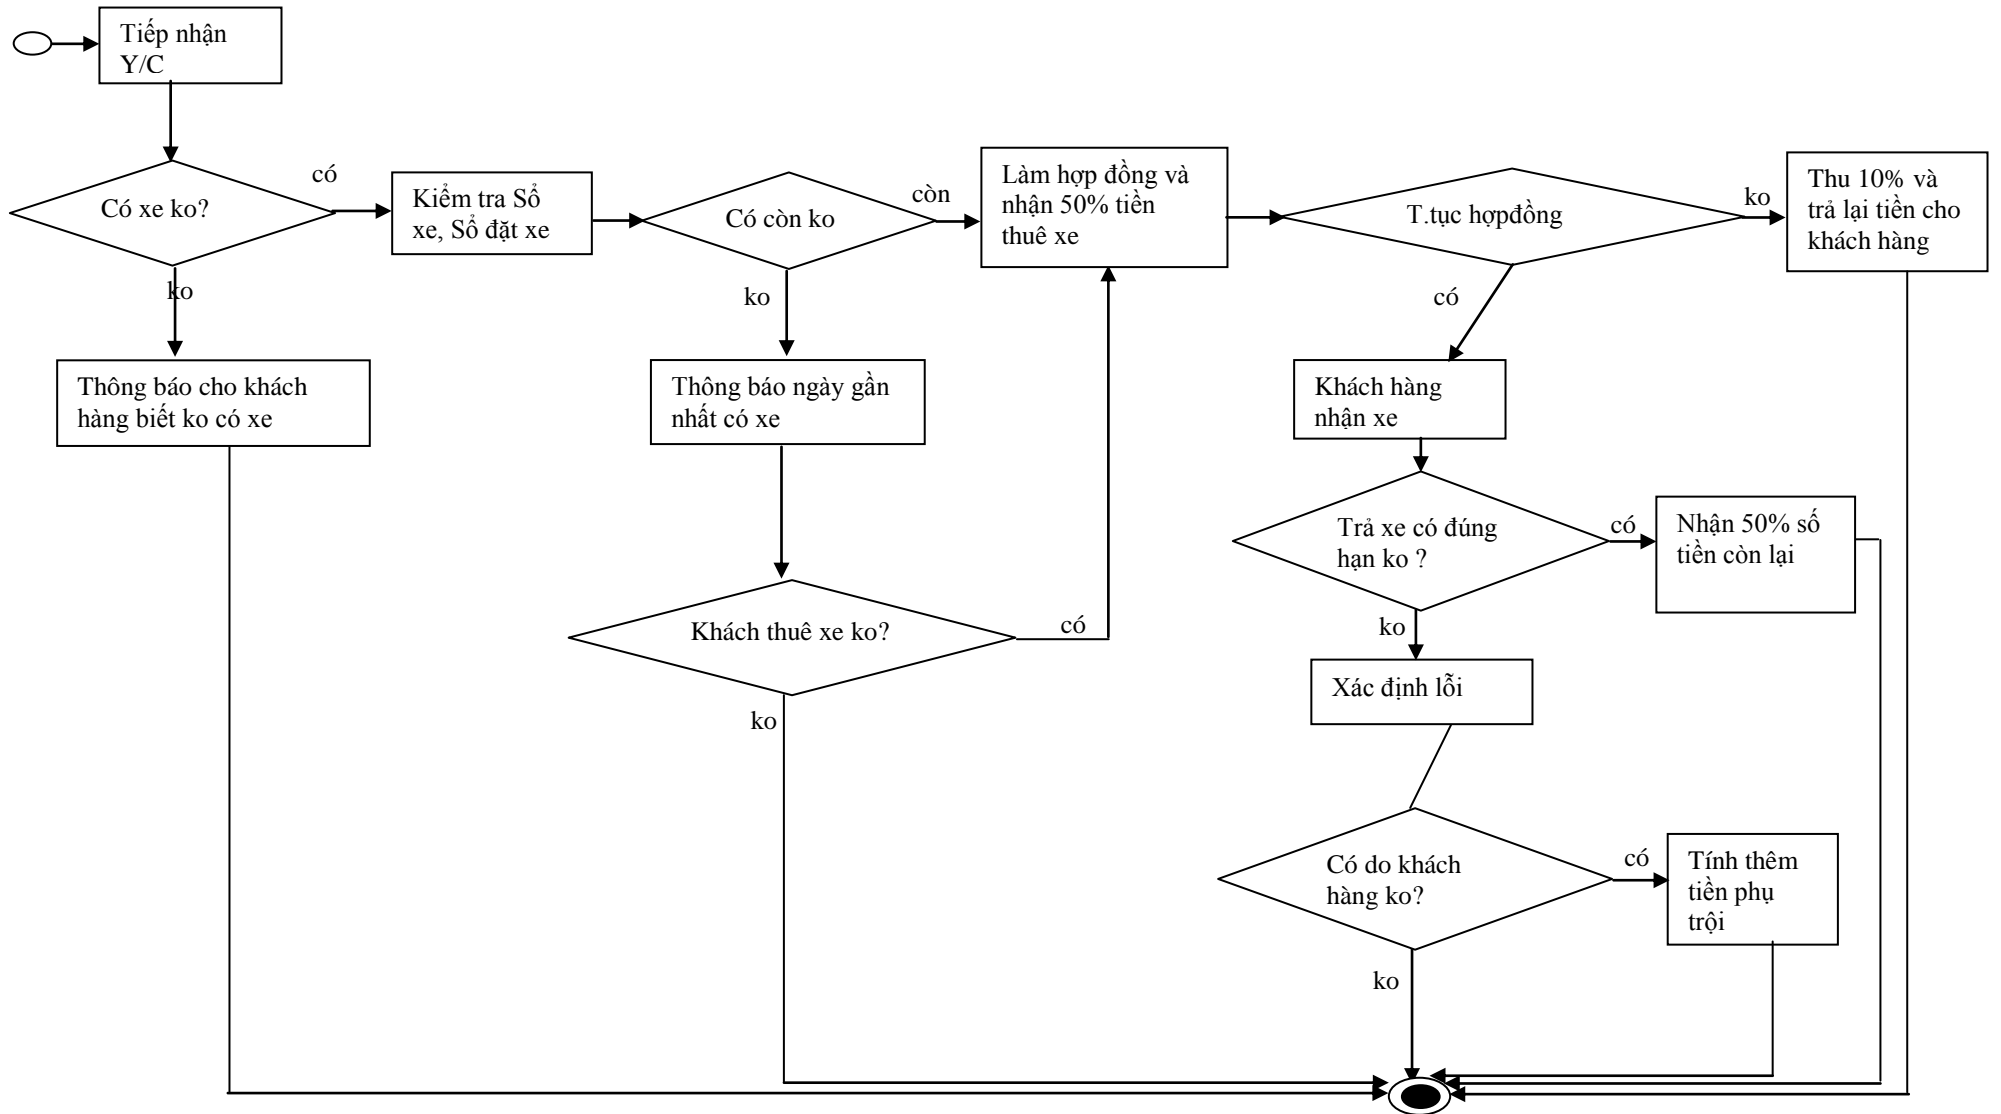 Tiếp nhận
Y/C
Có xe ko?
có
ko
Kiểm tra Sổ
xe, Sổ đặt xe
Có còn ko
còn
ko
Làm hợp đồng và
nhận 50% tiền
thuê xe
T.tục hợpđồng
ko
có
Thu 10% và
trả lại tiền cho
khách hàng
Thông báo cho khách
hàng biết ko có xe
Thông báo ngày gần
nhất có xe
Khách hàng
nhận xe
Trả xe có đúng
hạn ko ?
có
ko
Nhận 50% số
tiền còn lại
Khách thuê xe ko?
có
ko
Xác định lỗi
Có do khách
hàng ko?
có
ko
Tính thêm
tiền phụ
trội